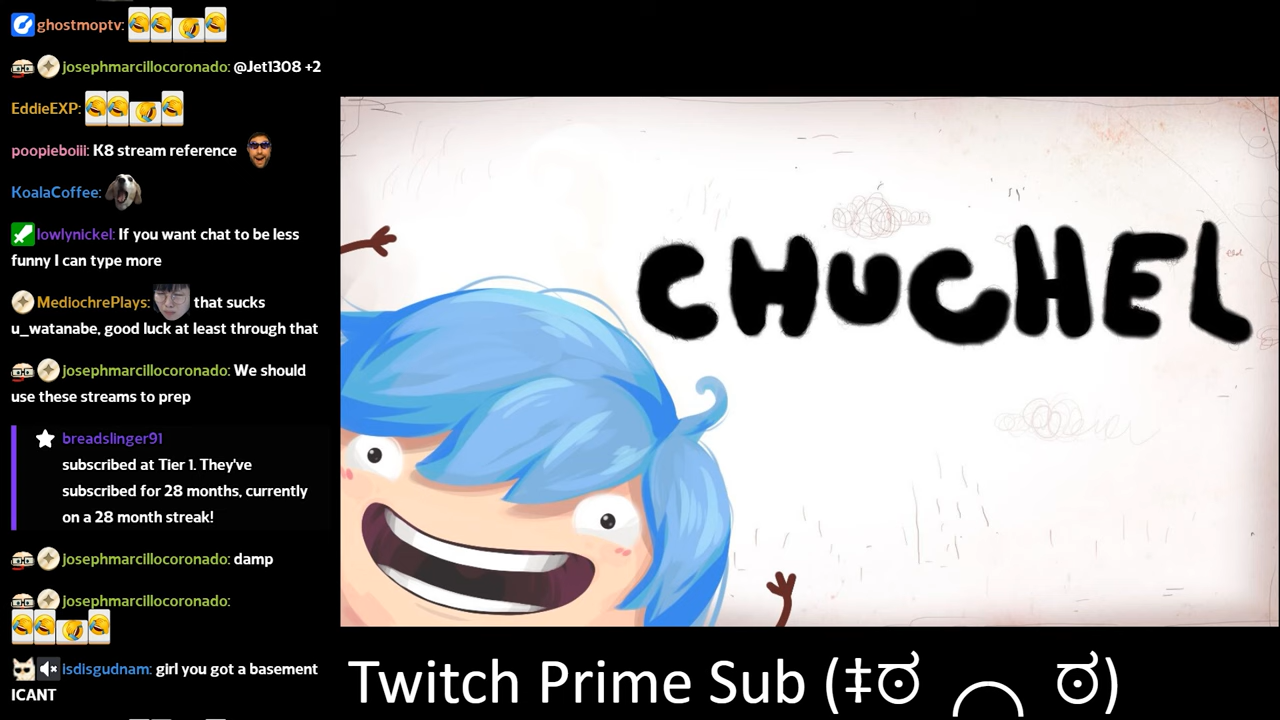 ghostmoptv:
josephmarcillocoronado: @Jet1308 +2
EddieEXP:
poopieboiii: K8 stream reference
KoalaCoffee:
lowlynickel: If you want chat to be less
funny I can type more
MedlochrePlays: that sucks
u_watanabe, good luck at least through that
josephmarcillocoronado: We should
use these streams to prep
breadslinger91
subscribed at Tier 1. They've
subscribed for 28 months, currently
on a 28 month streak!
josephmarcillocoronado: damp
josephmarcillocoronado:
isdisgudnam: girl you got a basement
ICANT
CHUCHEL
Twitch Prime Sub (‡ಠ ⁔ ಠ)